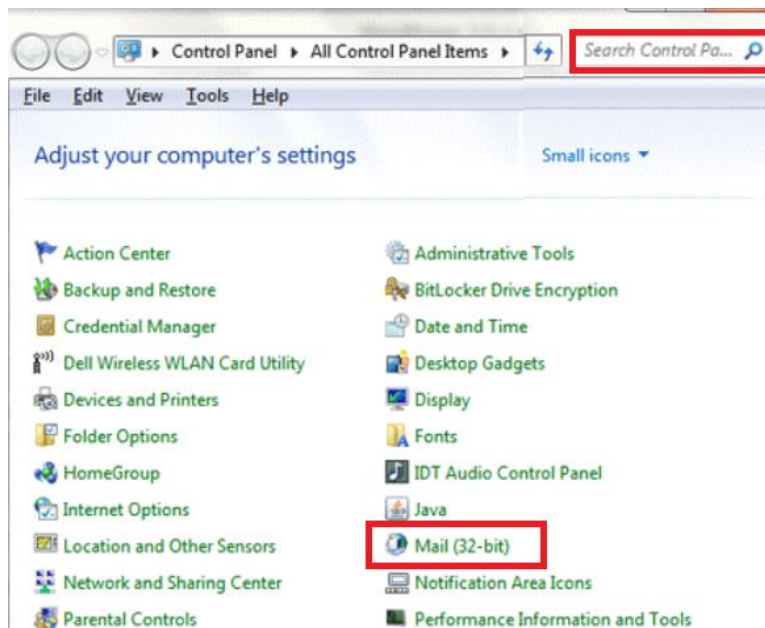 Control Panel ▸ All Control Panel Items ▸
Search Control Pa...
File Edit View Tools Help
Adjust your computer's settings
Small icons
Action Center
Administrative Tools
Backup and Restore
BitLocker Drive Encryption
Credential Manager
Date and Time
Dell Wireless WLAN Card Utility
Desktop Gadgets
Devices and Printers
Display
Folder Options
Fonts
HomeGroup
IDT Audio Control Panel
Internet Options
Java
Location and Other Sensors
Mail (32-bit)
Network and Sharing Center
Notification Area Icons
Parental Controls
Performance Information and Tools